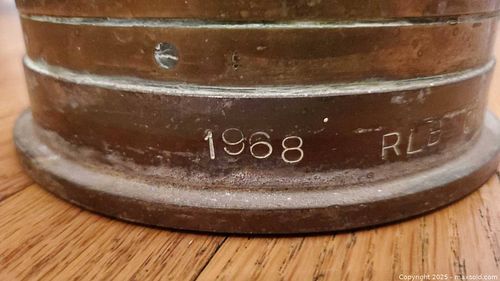 1968 RLB
Copyright 2025 - maxsold.com